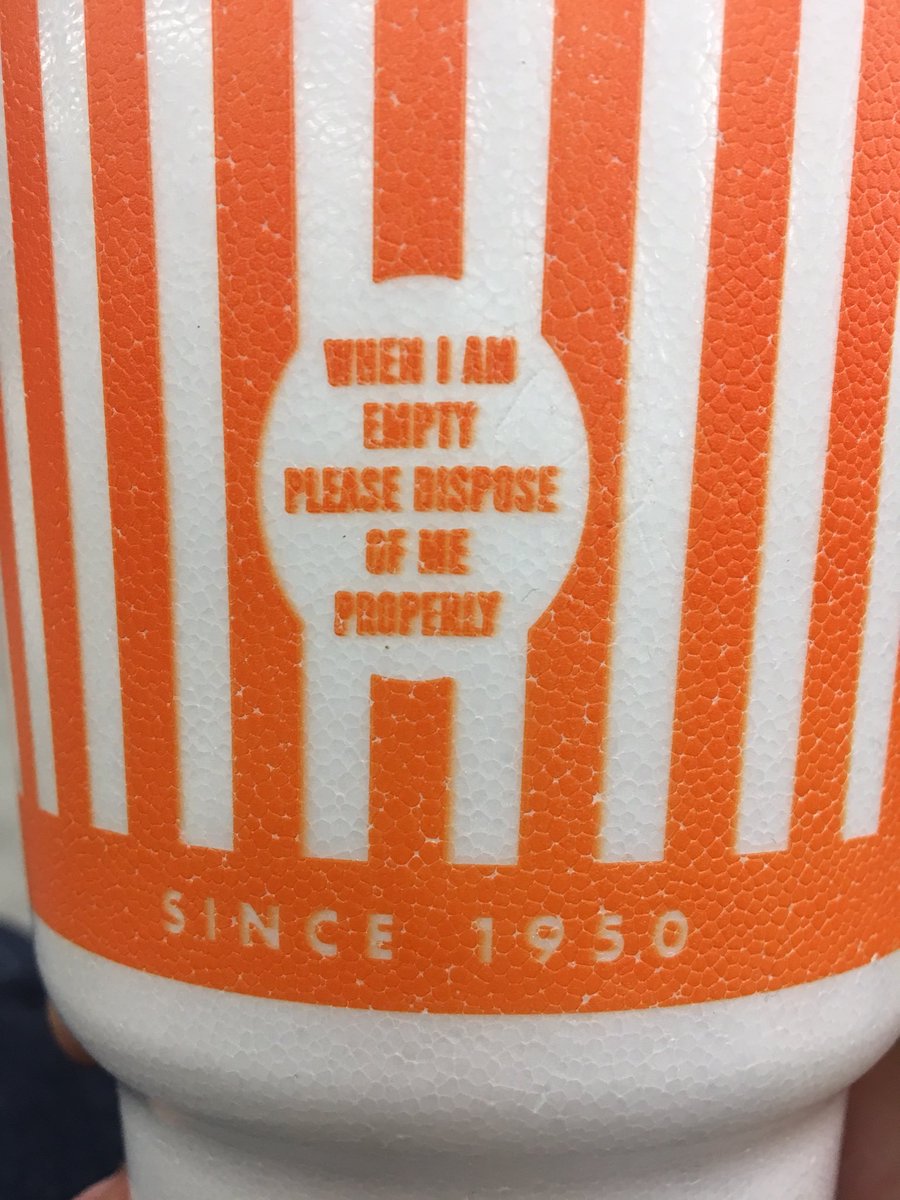 WHEN I AM
EMPTY
PLEASE DISPOSE
OF ME
PROPERLY
SINCE 1950